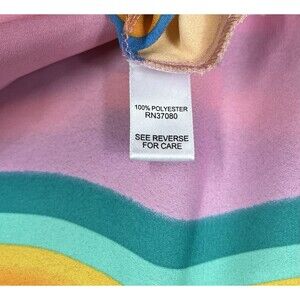 100% POLYESTER
RN37080
SEE REVERSE
FOR CARE